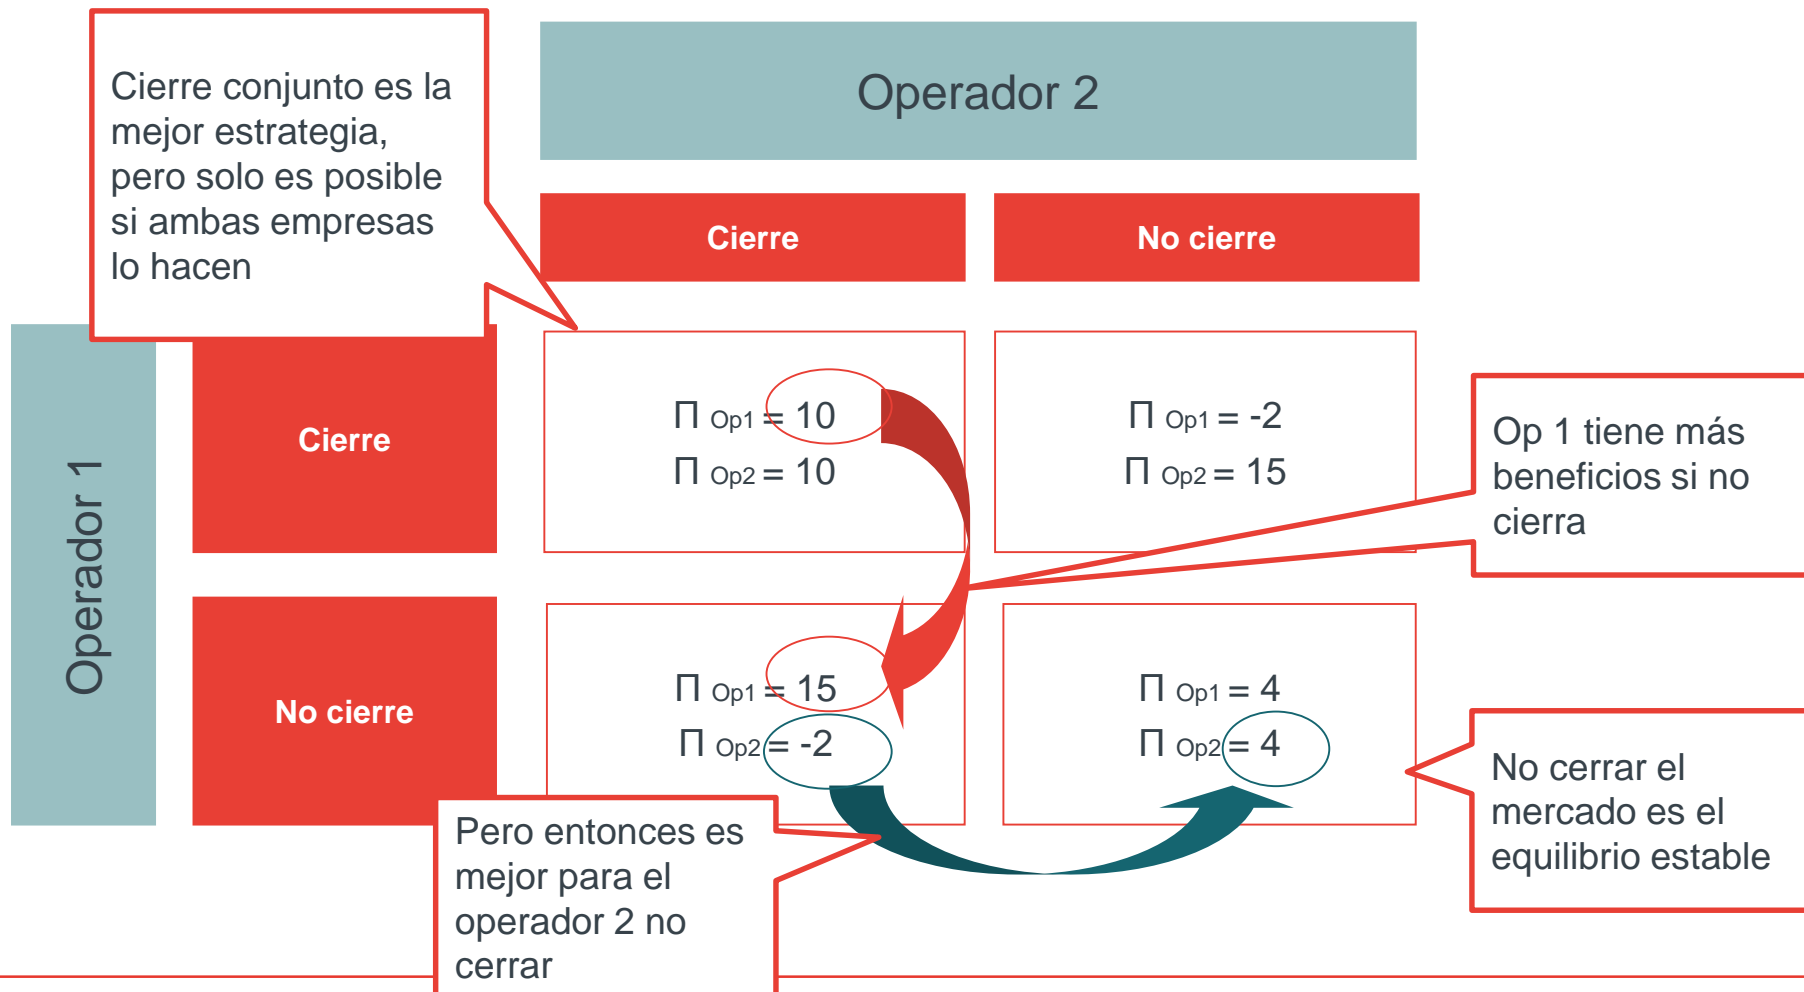 Cierre conjunto es la
mejor estrategia,
pero solo es posible
si ambas empresas
lo hacen
Operador 2
Cierre
No cierre
Operador 1
Cierre
Π Op1 = 10
Π Op2 = 10
Π Op1 = -2
Π Op2 = 15
Op 1 tiene más
beneficios si no
cierra
No cierre
Π Op1 = 15
Π Op2 = -2
Π Op1 = 4
Π Op2 = 4
No cerrar el
mercado es el
equilibrio estable
Pero entonces es
mejor para el
operador 2 no
cerrar